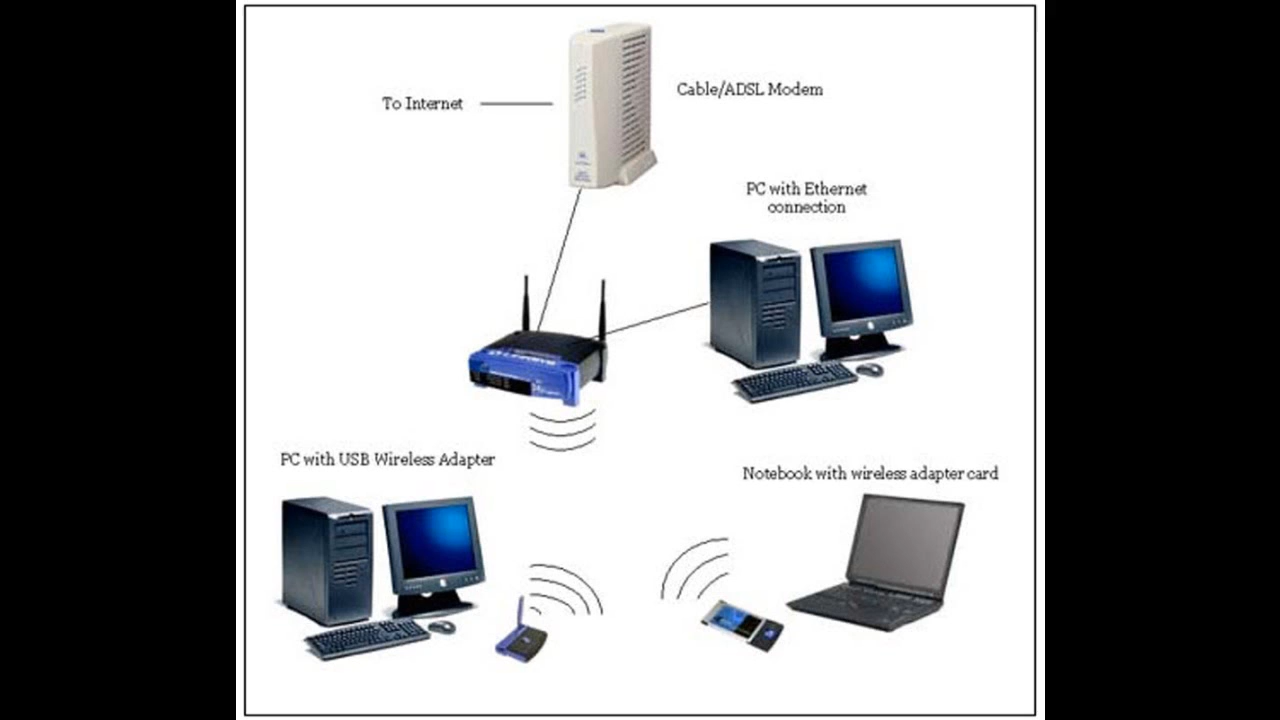 Cable/ADSL Modem
To Internet
PC with Ethernet
connection
LINKSYS
PC with USB Wireless Adapter
Notebook with wireless adapter card